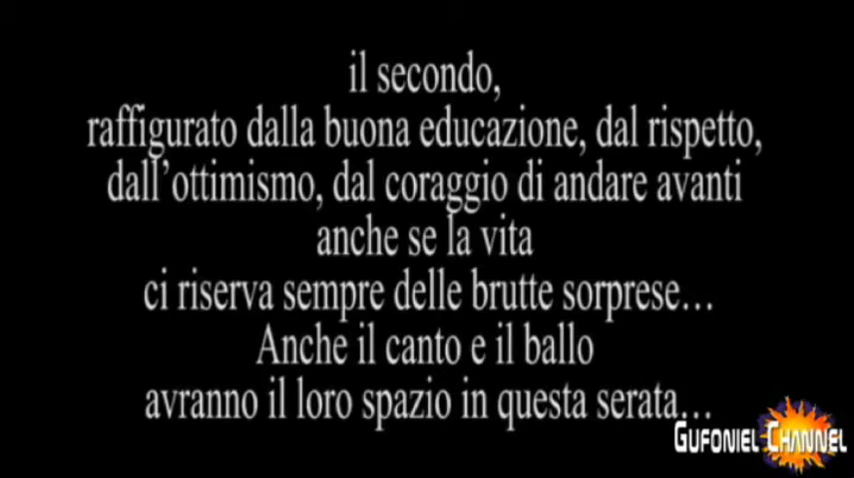 il secondo,
raffigurato dalla buona educazione, dal rispetto,
dall’ottimismo, dal coraggio di andare avanti
anche se la vita
ci riserva sempre delle brutte sorprese…
Anche il canto e il ballo
avranno il loro spazio in questa serata…
GUFONIEL CHANNEL